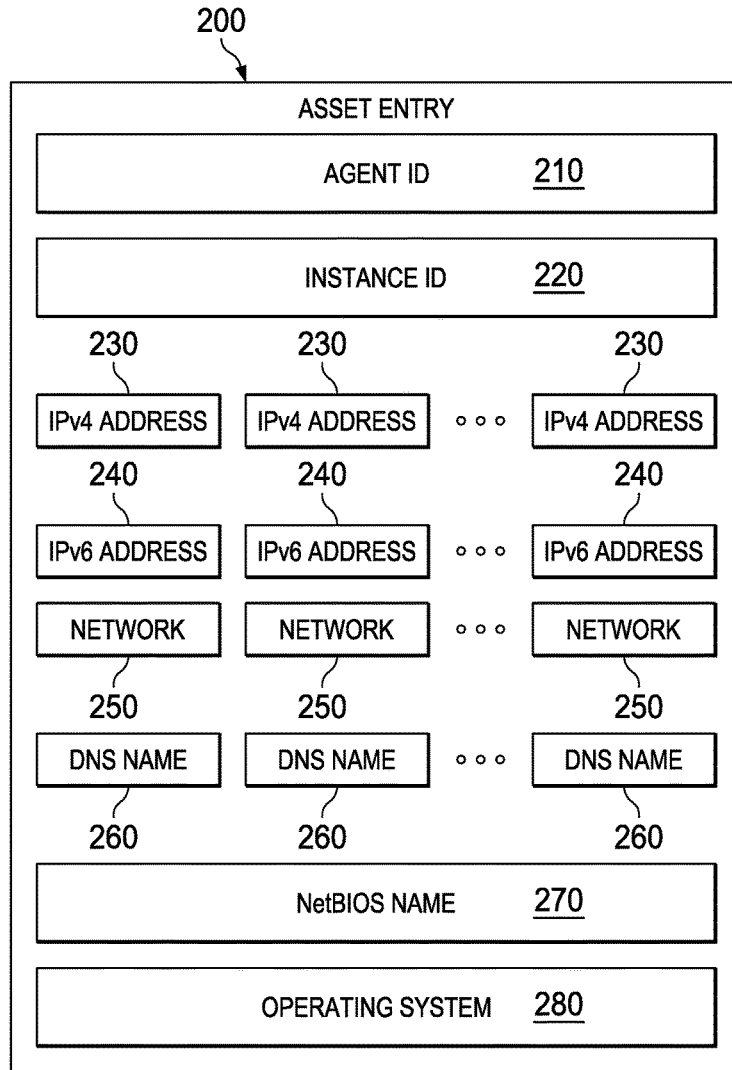 200
ASSET ENTRY
AGENT ID 210
INSTANCE ID 220
230 230 230
IPv4 ADDRESS IPv4 ADDRESS IPv4 ADDRESS
240 240 240
IPv6 ADDRESS IPv6 ADDRESS IPv6 ADDRESS
NETWORK NETWORK NETWORK
250 250 250
DNS NAME DNS NAME DNS NAME
260 260 260
NetBIOS NAME 270
OPERATING SYSTEM 280